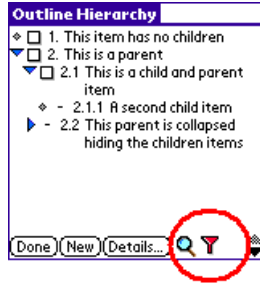 Outline Hierarchy
1. This item has no children
2. This is a parent
2.1 This is a child and parent
item
- 2.1.1 A second child item
- 2.2 This parent is collapsed
hiding the children items
Done New Details...